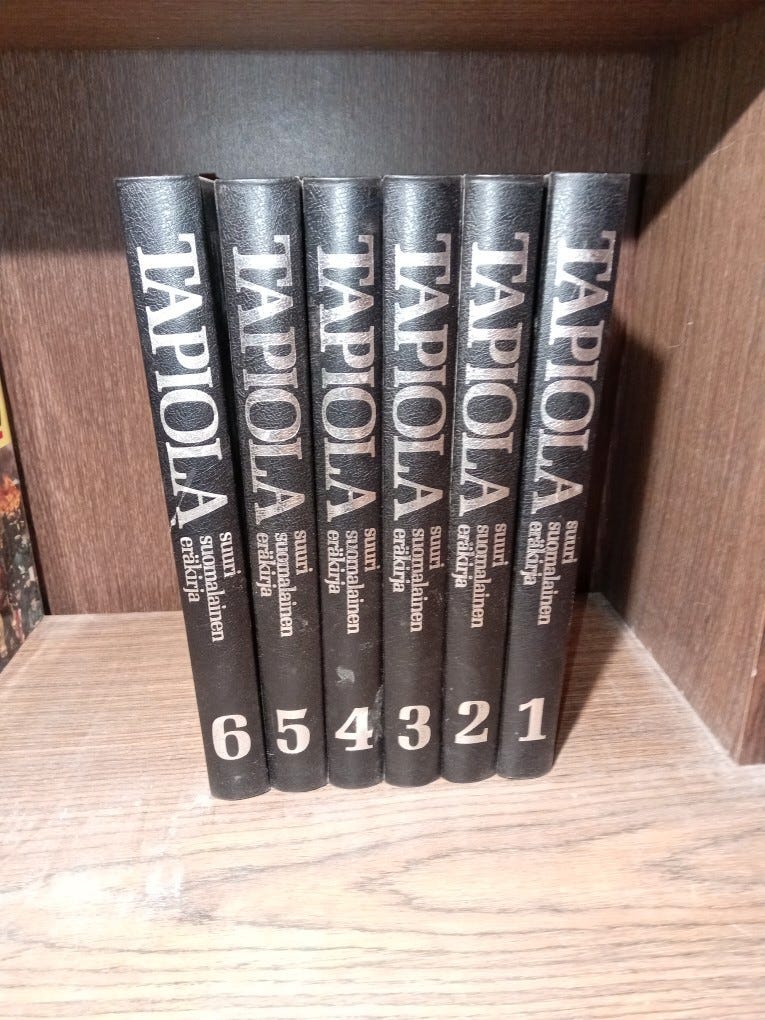 TAPIOLA
suuri
suomalainen
eräkirja
6
TAPIOLA
suuri
suomalainen
eräkirja
5
TAPIOLA
suuri
suomalainen
eräkirja
4
TAPIOLA
suuri
suomalainen
eräkirja
3
TAPIOLA
suuri
suomalainen
eräkirja
2
TAPIOLA
suuri
suomalainen
eräkirja
1